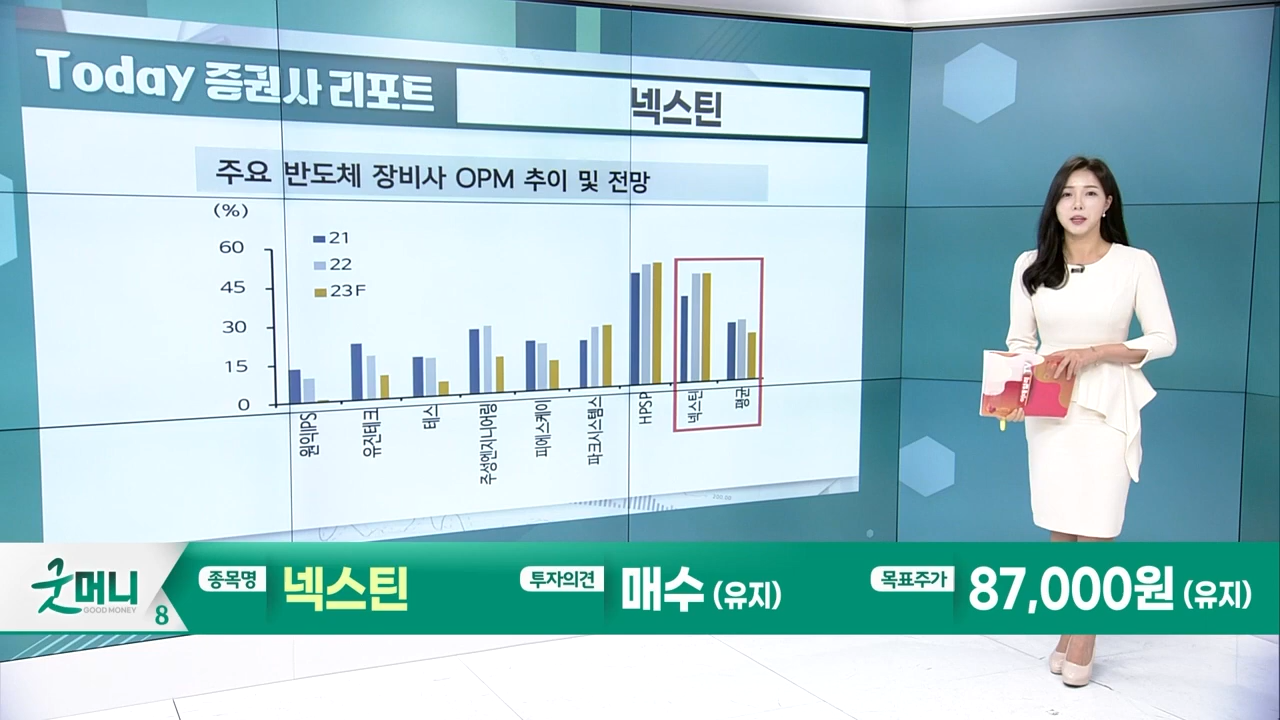 Today 증권사 리포트
넥스틴
주요 반도체 장비사 OPM 추이 및 전망
(%)
60
45
30
15
0
21
22
23F
원익IPS
유진테크
테스
주성엔지니어링
피에스케이
파크시스템스
HPSP
넥스틴
평균
굿머니
GOOD MONEY
8
종목명
넥스틴
투자의견
매수 (유지)
목표주가
87,000원 (유지)